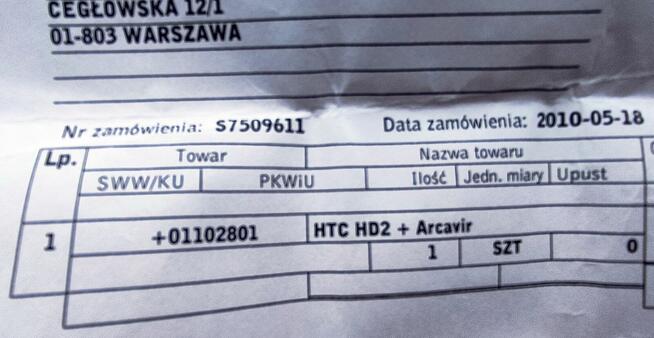 CEGŁOWSKA 12/1
01-803 WARSZAWA
Nr zamówienia: S7509611 Data zamówienia: 2010-05-18
Lp. Towar Nazwa towaru
SWW/KU PKWiU Ilość Jedn. miary Upust
1 +01102801 HTC HD2 + Arcavir
1 SZT 0